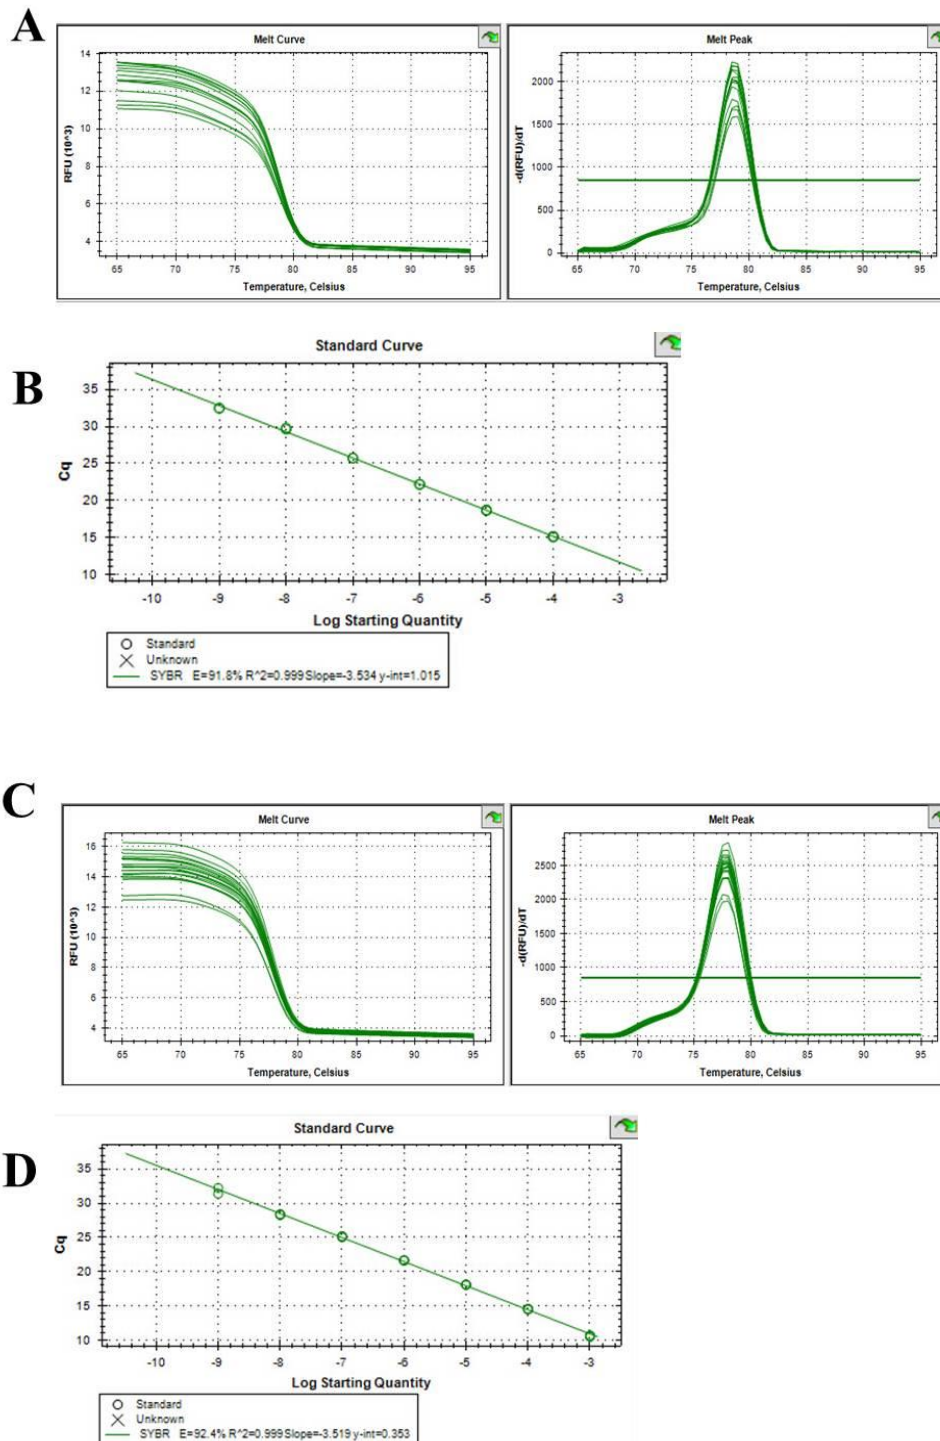 A
Melt Curve
Melt Peak
14
12
10
8
6
4
RFU (10^3)
65 70 75 80 85 90 95
Temperature, Celsius
2000
1500
1000
500
0
-d(RFU)/dT
65 70 75 80 85 90 95
Temperature, Celsius
B
Standard Curve
35
30
25
20
15
10
Cq
-10 -9 -8 -7 -6 -5 -4 -3
Log Starting Quantity
Standard
Unknown
SYBR E=91.8% R^2=0.999 Slope=-3.534 y-int=1.015
C
Melt Curve
Melt Peak
16
14
12
10
8
6
4
RFU (10^3)
65 70 75 80 85 90 95
Temperature, Celsius
2500
2000
1500
1000
500
0
-d(RFU)/dT
65 70 75 80 85 90 95
Temperature, Celsius
D
Standard Curve
35
30
25
20
15
10
Cq
-10 -9 -8 -7 -6 -5 -4 -3
Log Starting Quantity
Standard
Unknown
SYBR E=92.4% R^2=0.999 Slope=-3.519 y-int=0.353